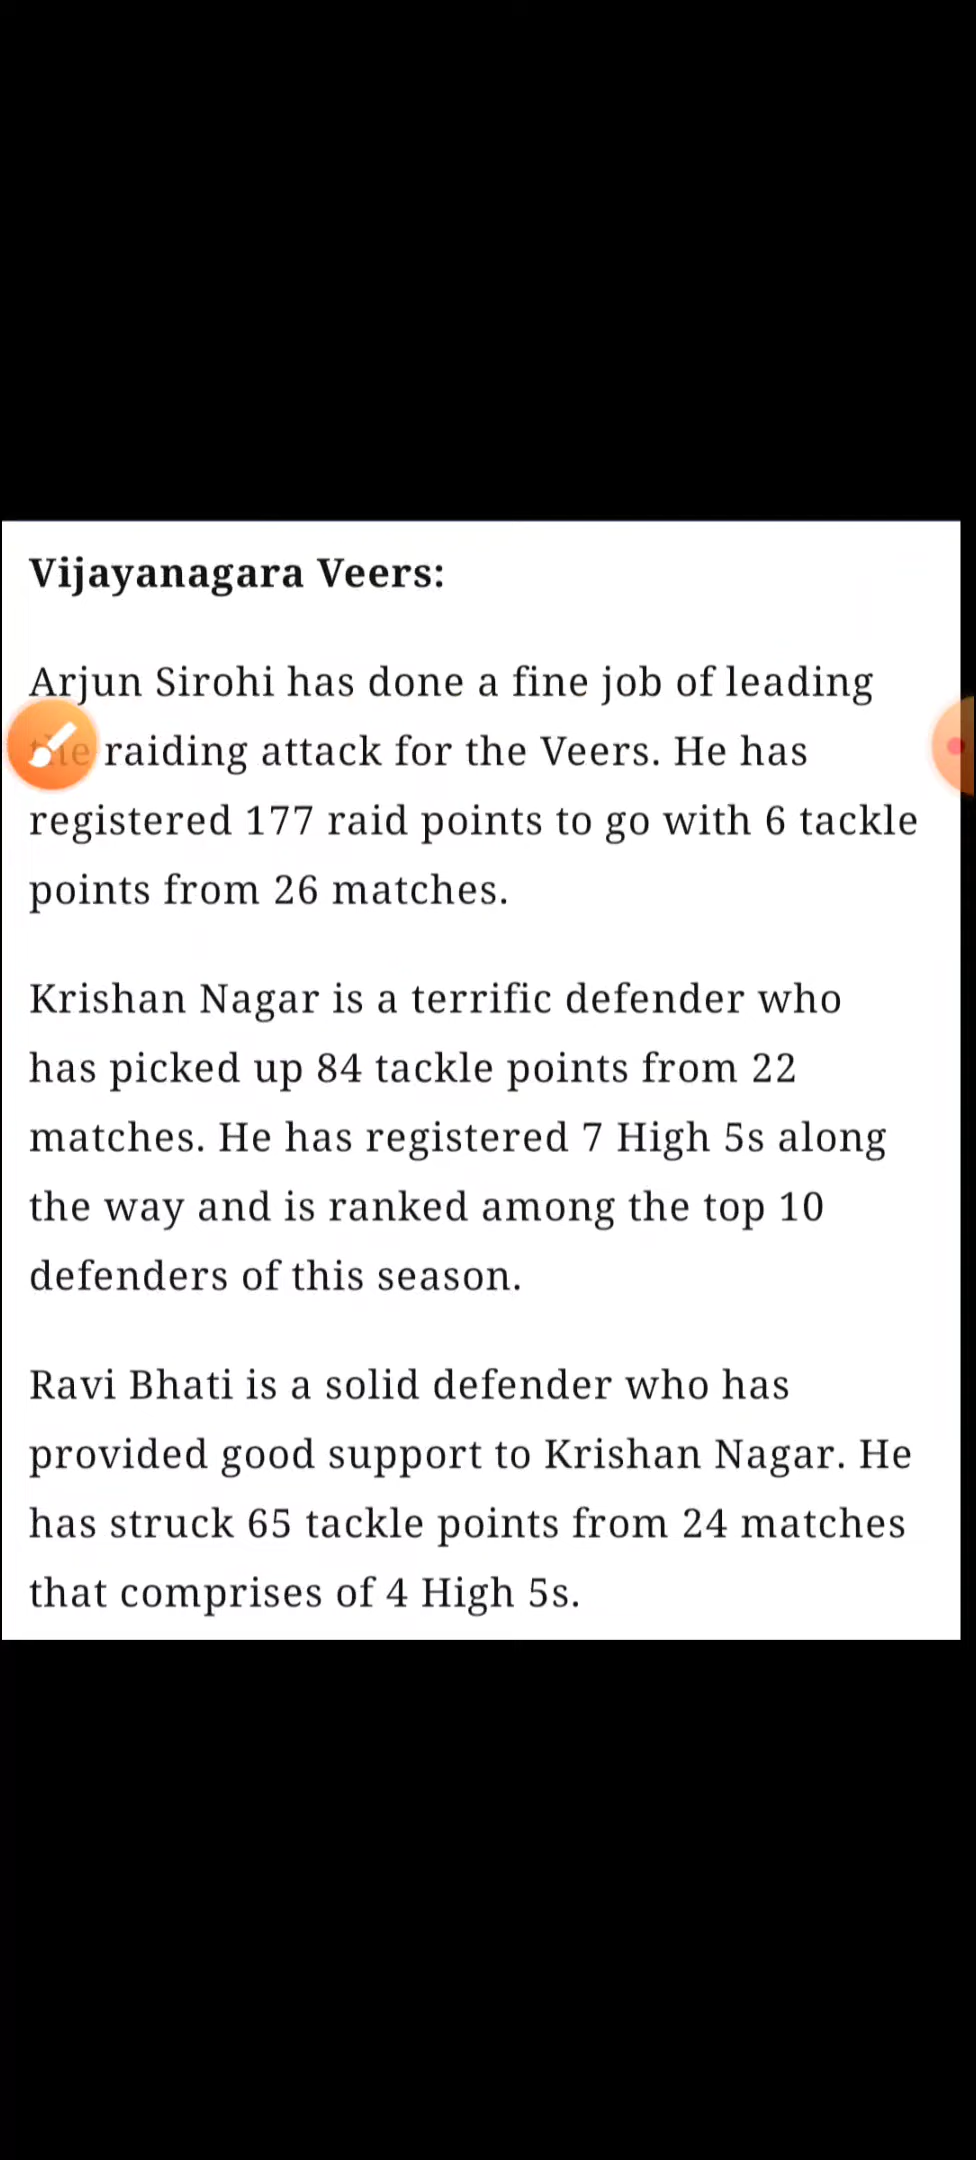 Vijayanagara Veers:
Arjun Sirohi has done a fine job of leading
the raiding attack for the Veers. He has
registered 177 raid points to go with 6 tackle
points from 26 matches.
Krishan Nagar is a terrific defender who
has picked up 84 tackle points from 22
matches. He has registered 7 High 5s along
the way and is ranked among the top 10
defenders of this season.
Ravi Bhati is a solid defender who has
provided good support to Krishan Nagar. He
has struck 65 tackle points from 24 matches
that comprises of 4 High 5s.